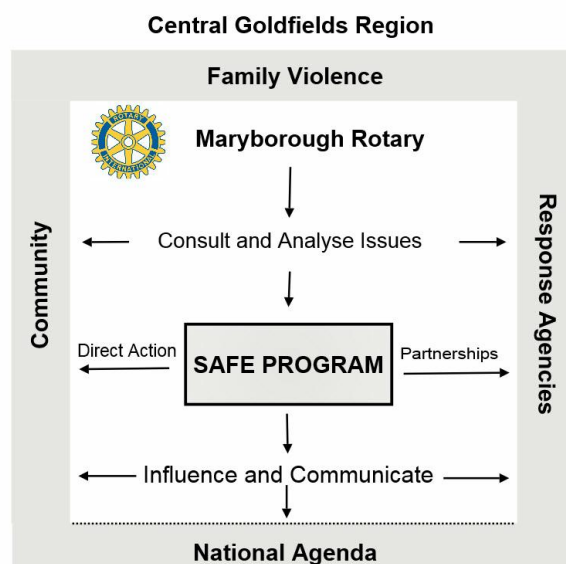 Central Goldfields Region
Family Violence
ROTARY
INTERNATIONAL
Maryborough Rotary
Community
Response Agencies
Consult and Analyse Issues
Direct Action
SAFE PROGRAM
Partnerships
Influence and Communicate
National Agenda